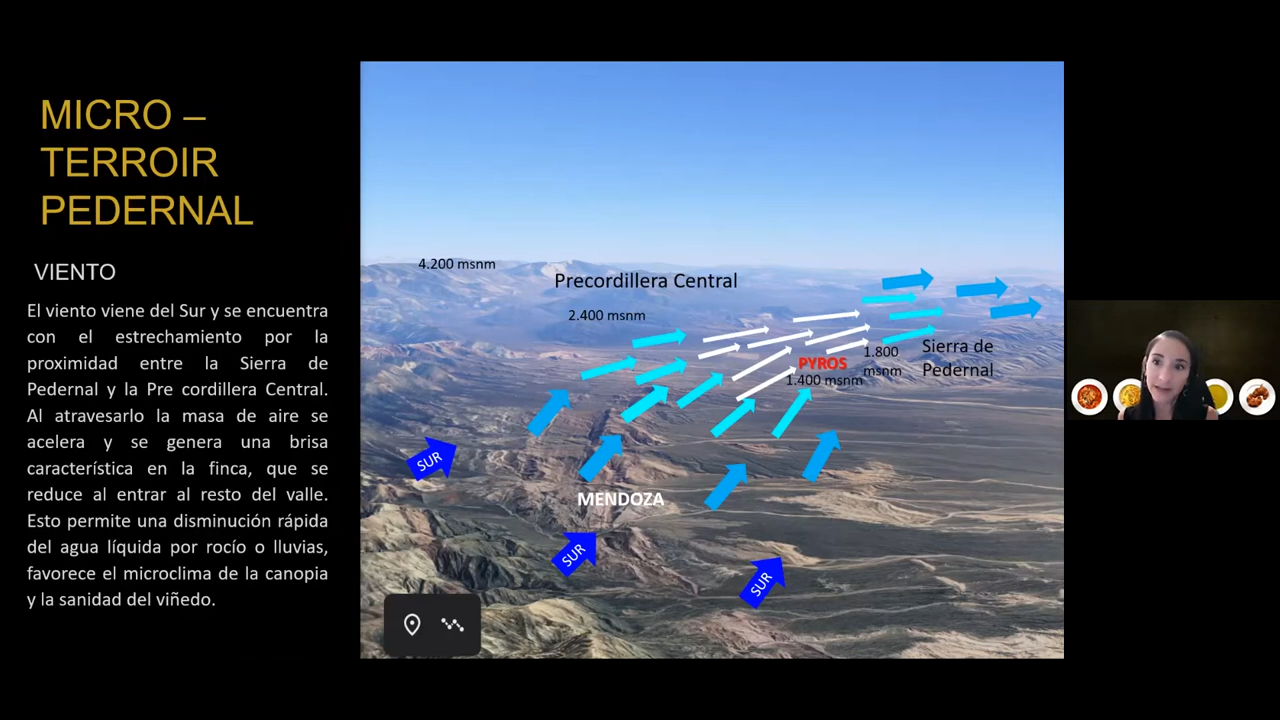 MICRO –
TERROIR
PEDERNAL
VIENTO
El viento viene del Sur y se encuentra
con el estrechamiento por la
proximidad entre la Sierra de
Pedernal y la Pre cordillera Central.
Al atravesarlo la masa de aire se
acelera y se genera una brisa
característica en la finca, que se
reduce al entrar al resto del valle.
Esto permite una disminución rápida
del agua líquida por rocío o lluvias,
favorece el microclima de la canopia
y la sanidad del viñedo.
4.200 msnm
Precordillera Central
2.400 msnm
PYROS
1.400 msnm
1.800
msnm
Sierra de
Pedernal
SUR
MENDOZA
SUR
SUR